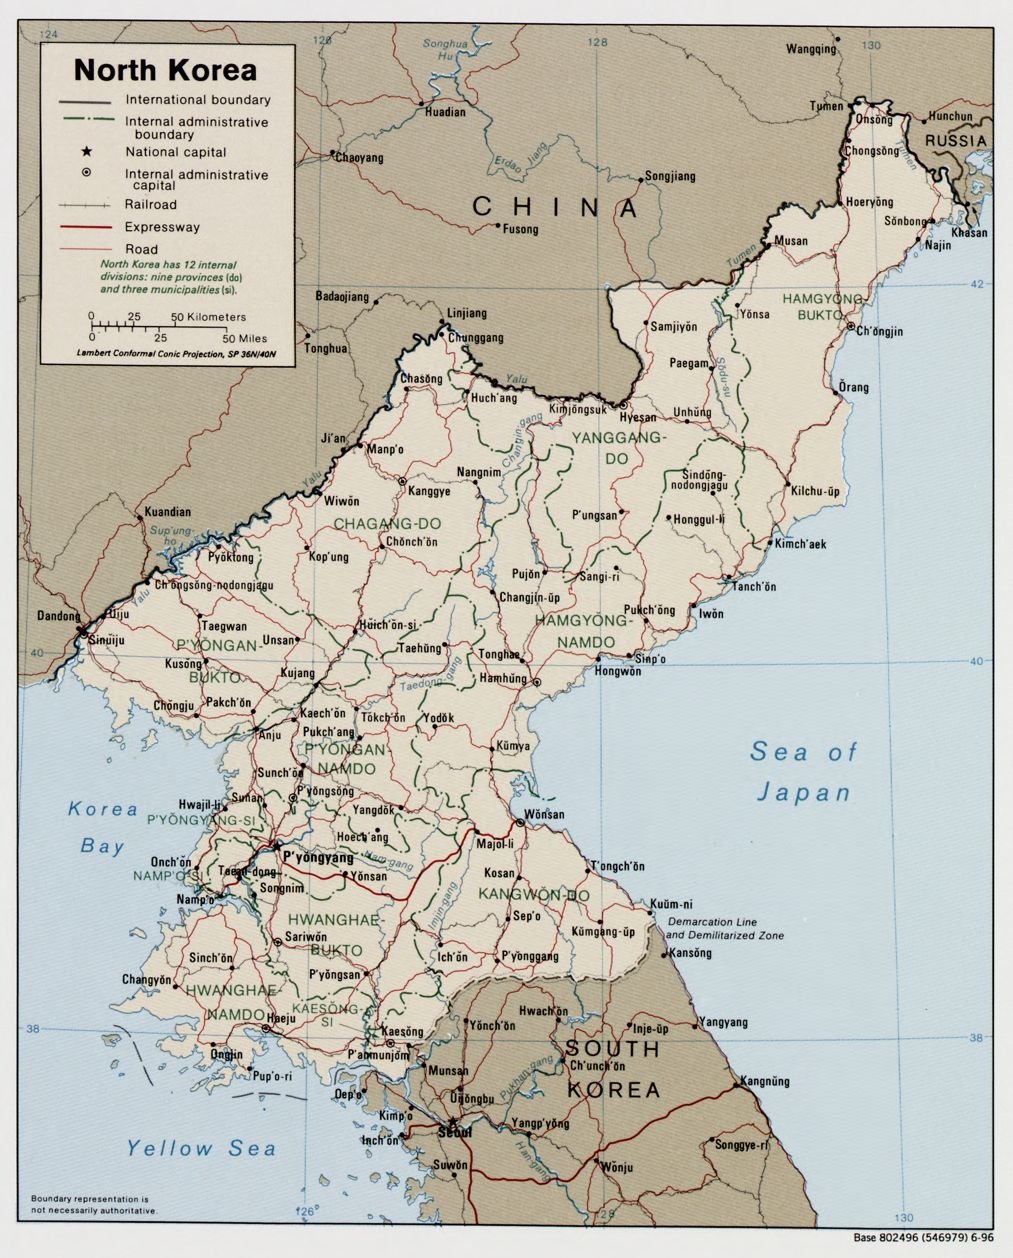 124
126
128
130
North Korea
International boundary
Internal administrative
boundary
National capital
Internal administrative
capital
Railroad
Expressway
Road
North Korea has 12 internal
divisions: nine provinces (do)
and three municipalities (si).
0 25 50 Kilometers
0 25 50 Miles
Lambert Conformal Conic Projection, SP 36N/40N
Songhua
Hu
Huadian
Wangqing
Tumen
Onsŏng
Hunchun
RUSSIA
Chongsŏng
Tumen
Chaoyang
Erdao Jiang
Songjiang
CHINA
Fusong
Hoeryŏng
Sŏnbong
Khasan
Najin
Musan
Tumen
42
Badaojiang
Linjiang
Chunggang
Tonghua
Samjiyŏn
Yŏnsa
HAMGYŎNG-
BUKTO
Ch'ŏngjin
Paegam
Sŏdu-su
Chasŏng
Yalu
Huch'ang
Kimjŏngsuk
Hyesan
Unhŭng
Ŏrang
Ji'an
Manp'o
Changjin-gang
YANGGANG-
DO
Nangnim
Kanggye
Yalu
Wiwŏn
Sindŏng-
nodongjagu
Kilchu-ŭp
Kuandian
Sup'ung-
ho
CHAGANG-DO
P'ungsan
Honggul-li
Pyŏktong
Kop'ung
Chŏnch'ŏn
Kimch'aek
Ch'ŏngsŏng-nodongjagu
Yalu
Pujŏn
Sangi-ri
Tanch'ŏn
Changjin-ŭp
Dandong
Ŭiju
Sinŭiju
Taegwan
Hŭich'ŏn-si
Pukch'ŏng
Iwŏn
HAMGYŎNG-
NAMDO
P'YŎNGAN-
BUKTO
Unsan
Taehŭng
Tonghae
40
40
Kusŏng
Sinp'o
Hongwŏn
Kujang
Taedong-gang
Hamhŭng
Chŏngju
Pakch'ŏn
Kaech'ŏn
Tŏkch'ŏn
Yodŏk
Anju
Pukch'ang
P'YŎNGAN-
NAMDO
Kŭmya
Sea of
Japan
Sunch'ŏn
Sunan
P'yŏngsŏng
Korea
Bay
Hwajil-li
P'YŎNGYANG-SI
Yangdŏk
Wŏnsan
Hoech'ang
Majol-li
P'yŏngyang
Nam-gang
Onch'ŏn
NAMP'O-SI
Taean-dong
Yŏnsan
Kosan
T'ongch'ŏn
Songnim
Namp'o
KANGWŎN-DO
Imjin-gang
HWANGHAE-
BUKTO
Sep'o
Kuŭm-ni
Kŭmgang-ŭp
Demarcation Line
and Demilitarized Zone
Sariwŏn
Kansŏng
Sinch'ŏn
Ich'ŏn
P'yŏnggang
P'yŏngsan
Changyŏn
HWANGHAE-
NAMDO
KAESŎNG-
SI
Haeju
Kaesŏng
Yŏnch'ŏn
Hwach'ŏn
Inje-ŭp
Yangyang
38
38
P'anmunjŏm
SOUTH
KOREA
Ongjin
Pup'o-ri
Munsan
Pukhan-gang
Ch'unch'ŏn
Kangnŭng
Oep'o
Ŭijŏngbu
Kimp'o
Yangp'yŏng
Seoul
Inch'ŏn
Songgye-ri
Yellow Sea
Suwŏn
Han-gang
Wŏnju
Boundary representation is
not necessarily authoritative.
126°
128
130
Base 802496 (546979) 6-96